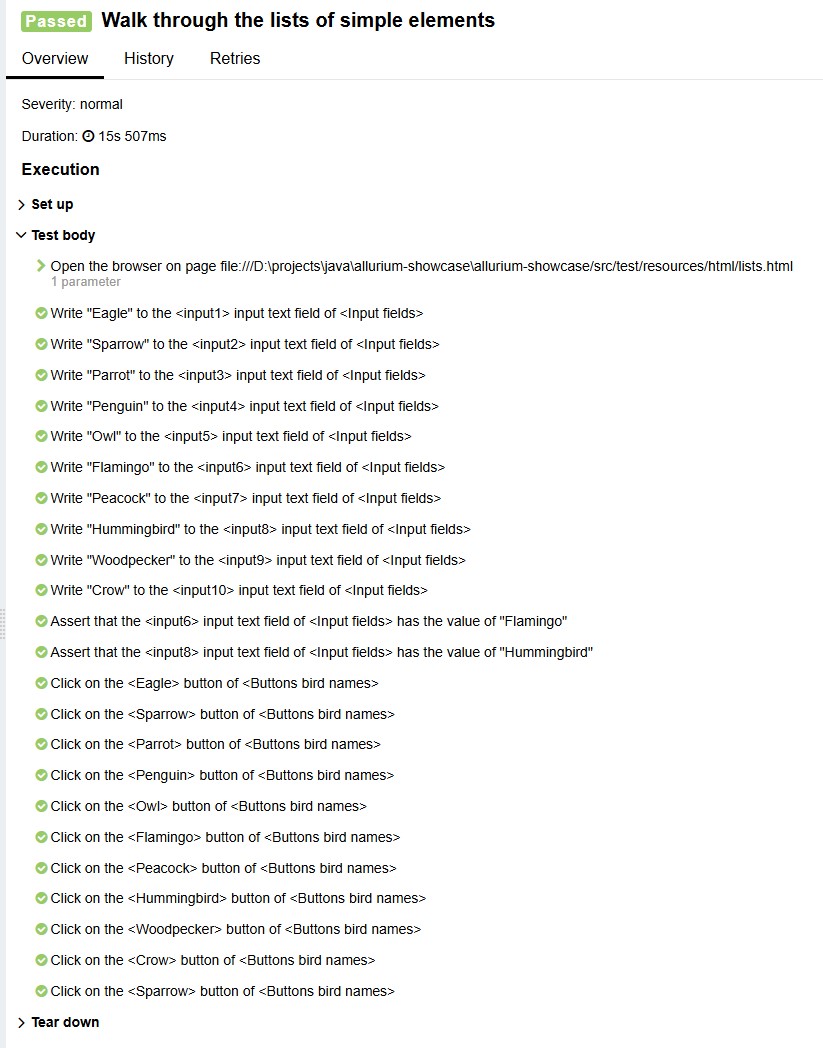 Passed Walk through the lists of simple elements
Overview History Retries
Severity: normal
Duration: 15s 507ms
Execution
Set up
Test body
Open the browser on page file:///D:\projects\java\allurium-showcase\allurium-showcase/src/test/resources/html/lists.html
1 parameter
Write "Eagle" to the <input1> input text field of <Input fields>
Write "Sparrow" to the <input2> input text field of <Input fields>
Write "Parrot" to the <input3> input text field of <Input fields>
Write "Penguin" to the <input4> input text field of <Input fields>
Write "Owl" to the <input5> input text field of <Input fields>
Write "Flamingo" to the <input6> input text field of <Input fields>
Write "Peacock" to the <input7> input text field of <Input fields>
Write "Hummingbird" to the <input8> input text field of <Input fields>
Write "Woodpecker" to the <input9> input text field of <Input fields>
Write "Crow" to the <input10> input text field of <Input fields>
Assert that the <input6> input text field of <Input fields> has the value of "Flamingo"
Assert that the <input8> input text field of <Input fields> has the value of "Hummingbird"
Click on the <Eagle> button of <Buttons bird names>
Click on the <Sparrow> button of <Buttons bird names>
Click on the <Parrot> button of <Buttons bird names>
Click on the <Penguin> button of <Buttons bird names>
Click on the <Owl> button of <Buttons bird names>
Click on the <Flamingo> button of <Buttons bird names>
Click on the <Peacock> button of <Buttons bird names>
Click on the <Hummingbird> button of <Buttons bird names>
Click on the <Woodpecker> button of <Buttons bird names>
Click on the <Crow> button of <Buttons bird names>
Click on the <Sparrow> button of <Buttons bird names>
Tear down